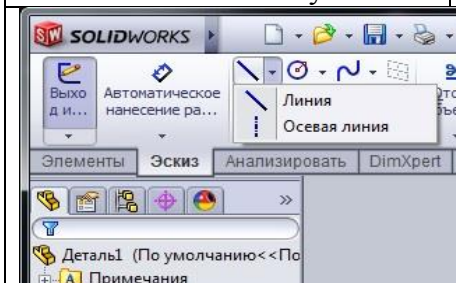 SOLIDWORKS
Выхо
д и...
Автоматическое
нанесение ра...
Линия
Осевая линия
Элементы Эскиз Анализировать DimXpert
Деталь1 (По умолчанию<<По
Примечания